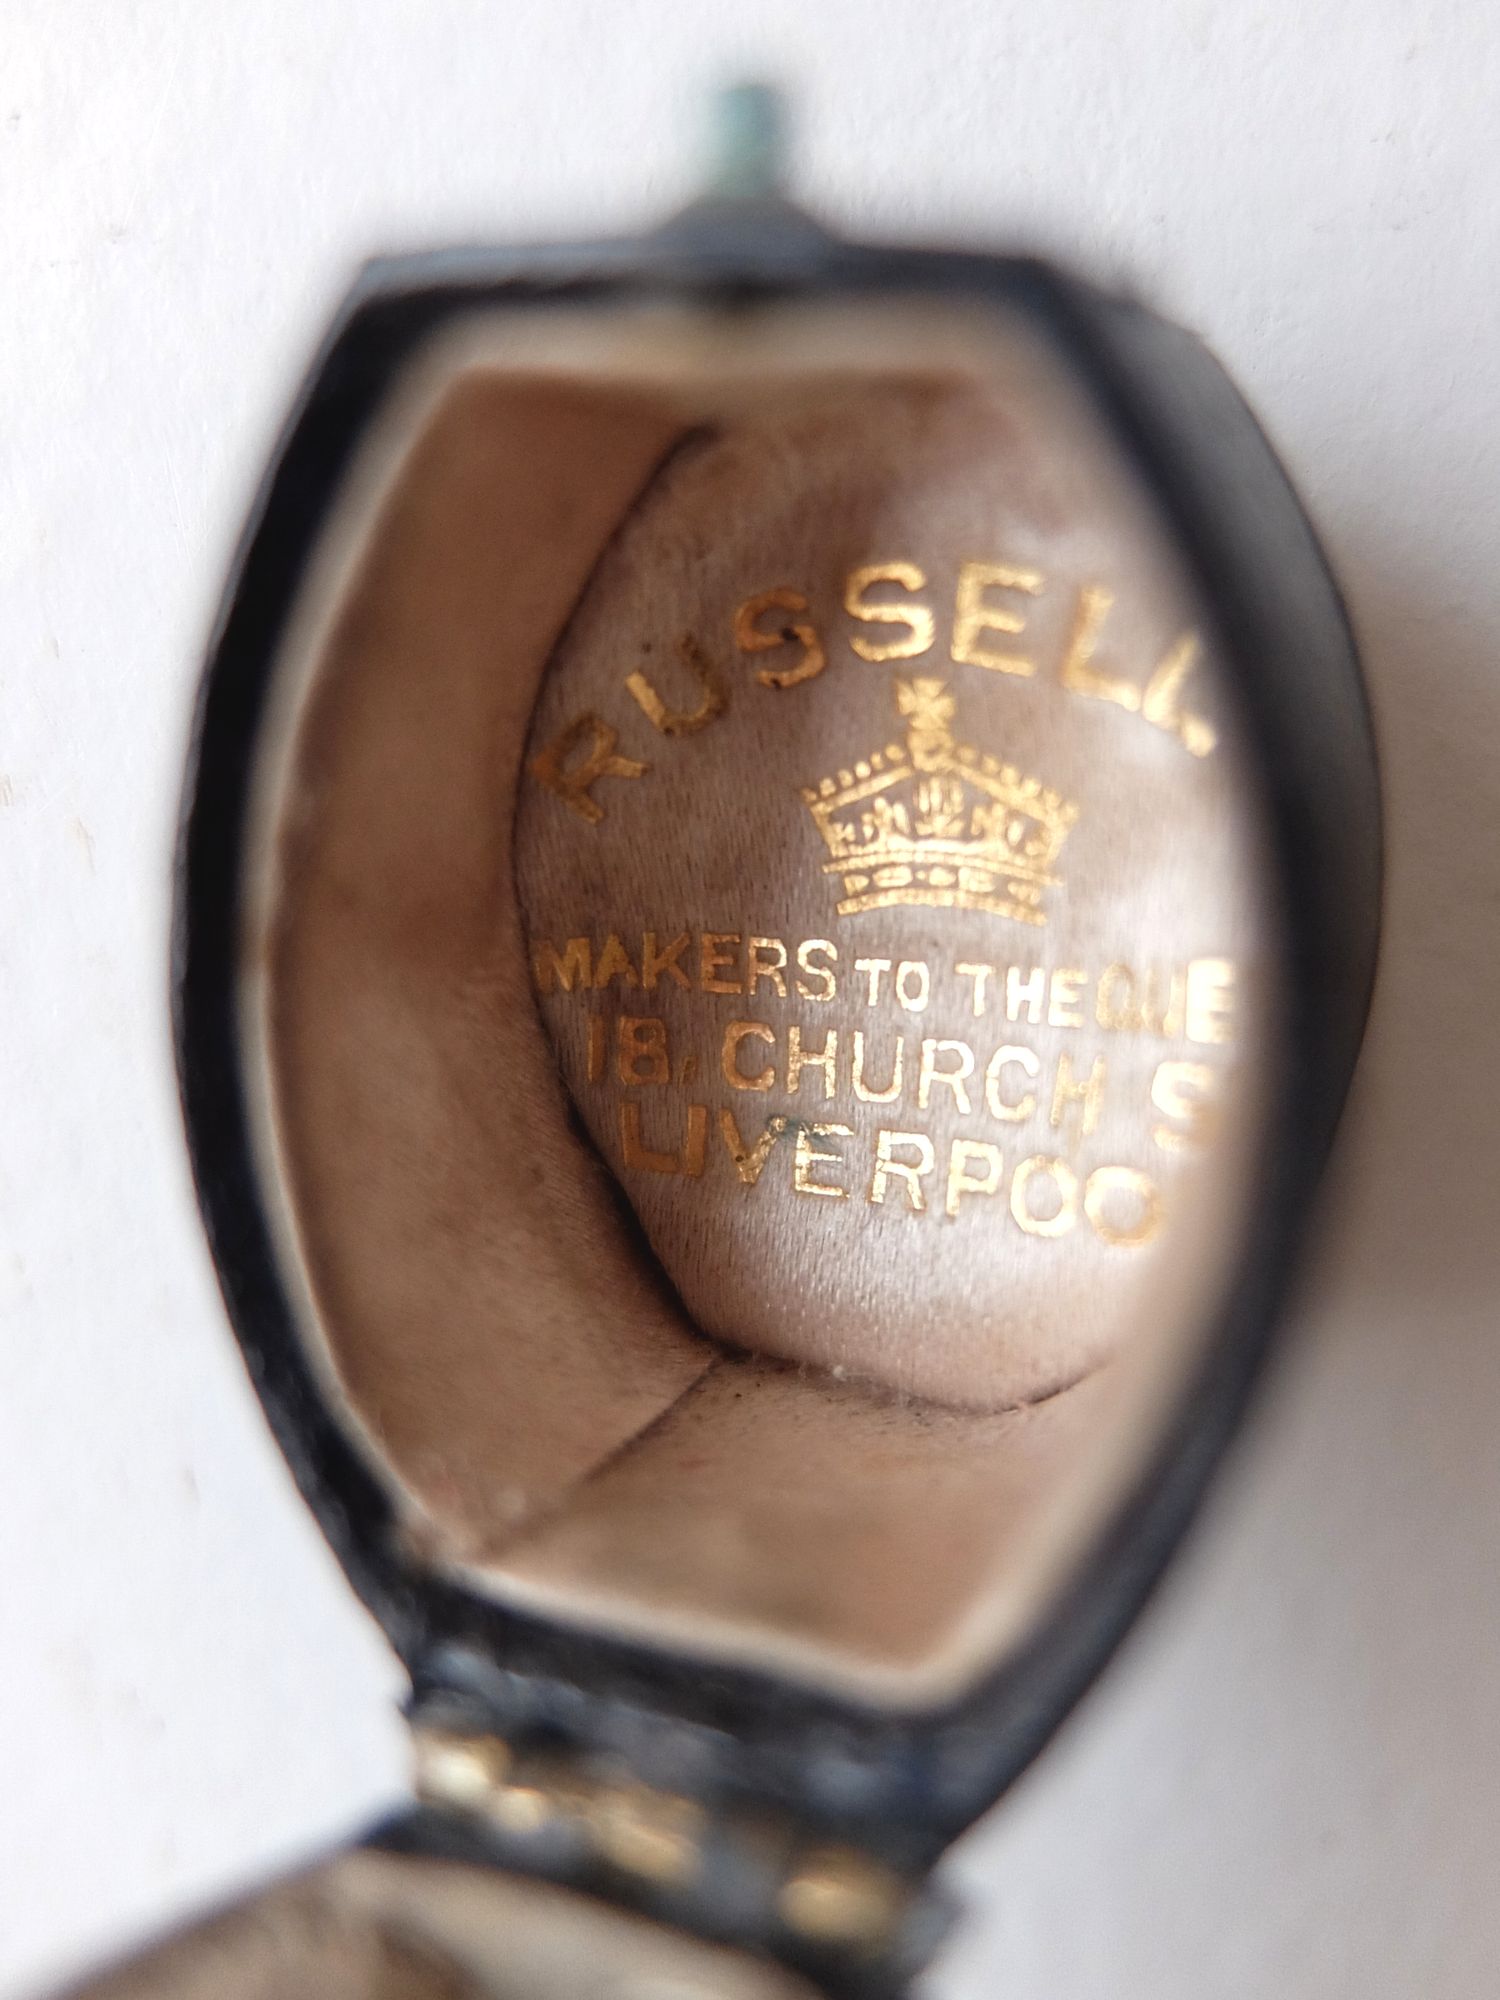 RUSSELL
MAKERS TO THE QUE
18, CHURCH S
LIVERPOO